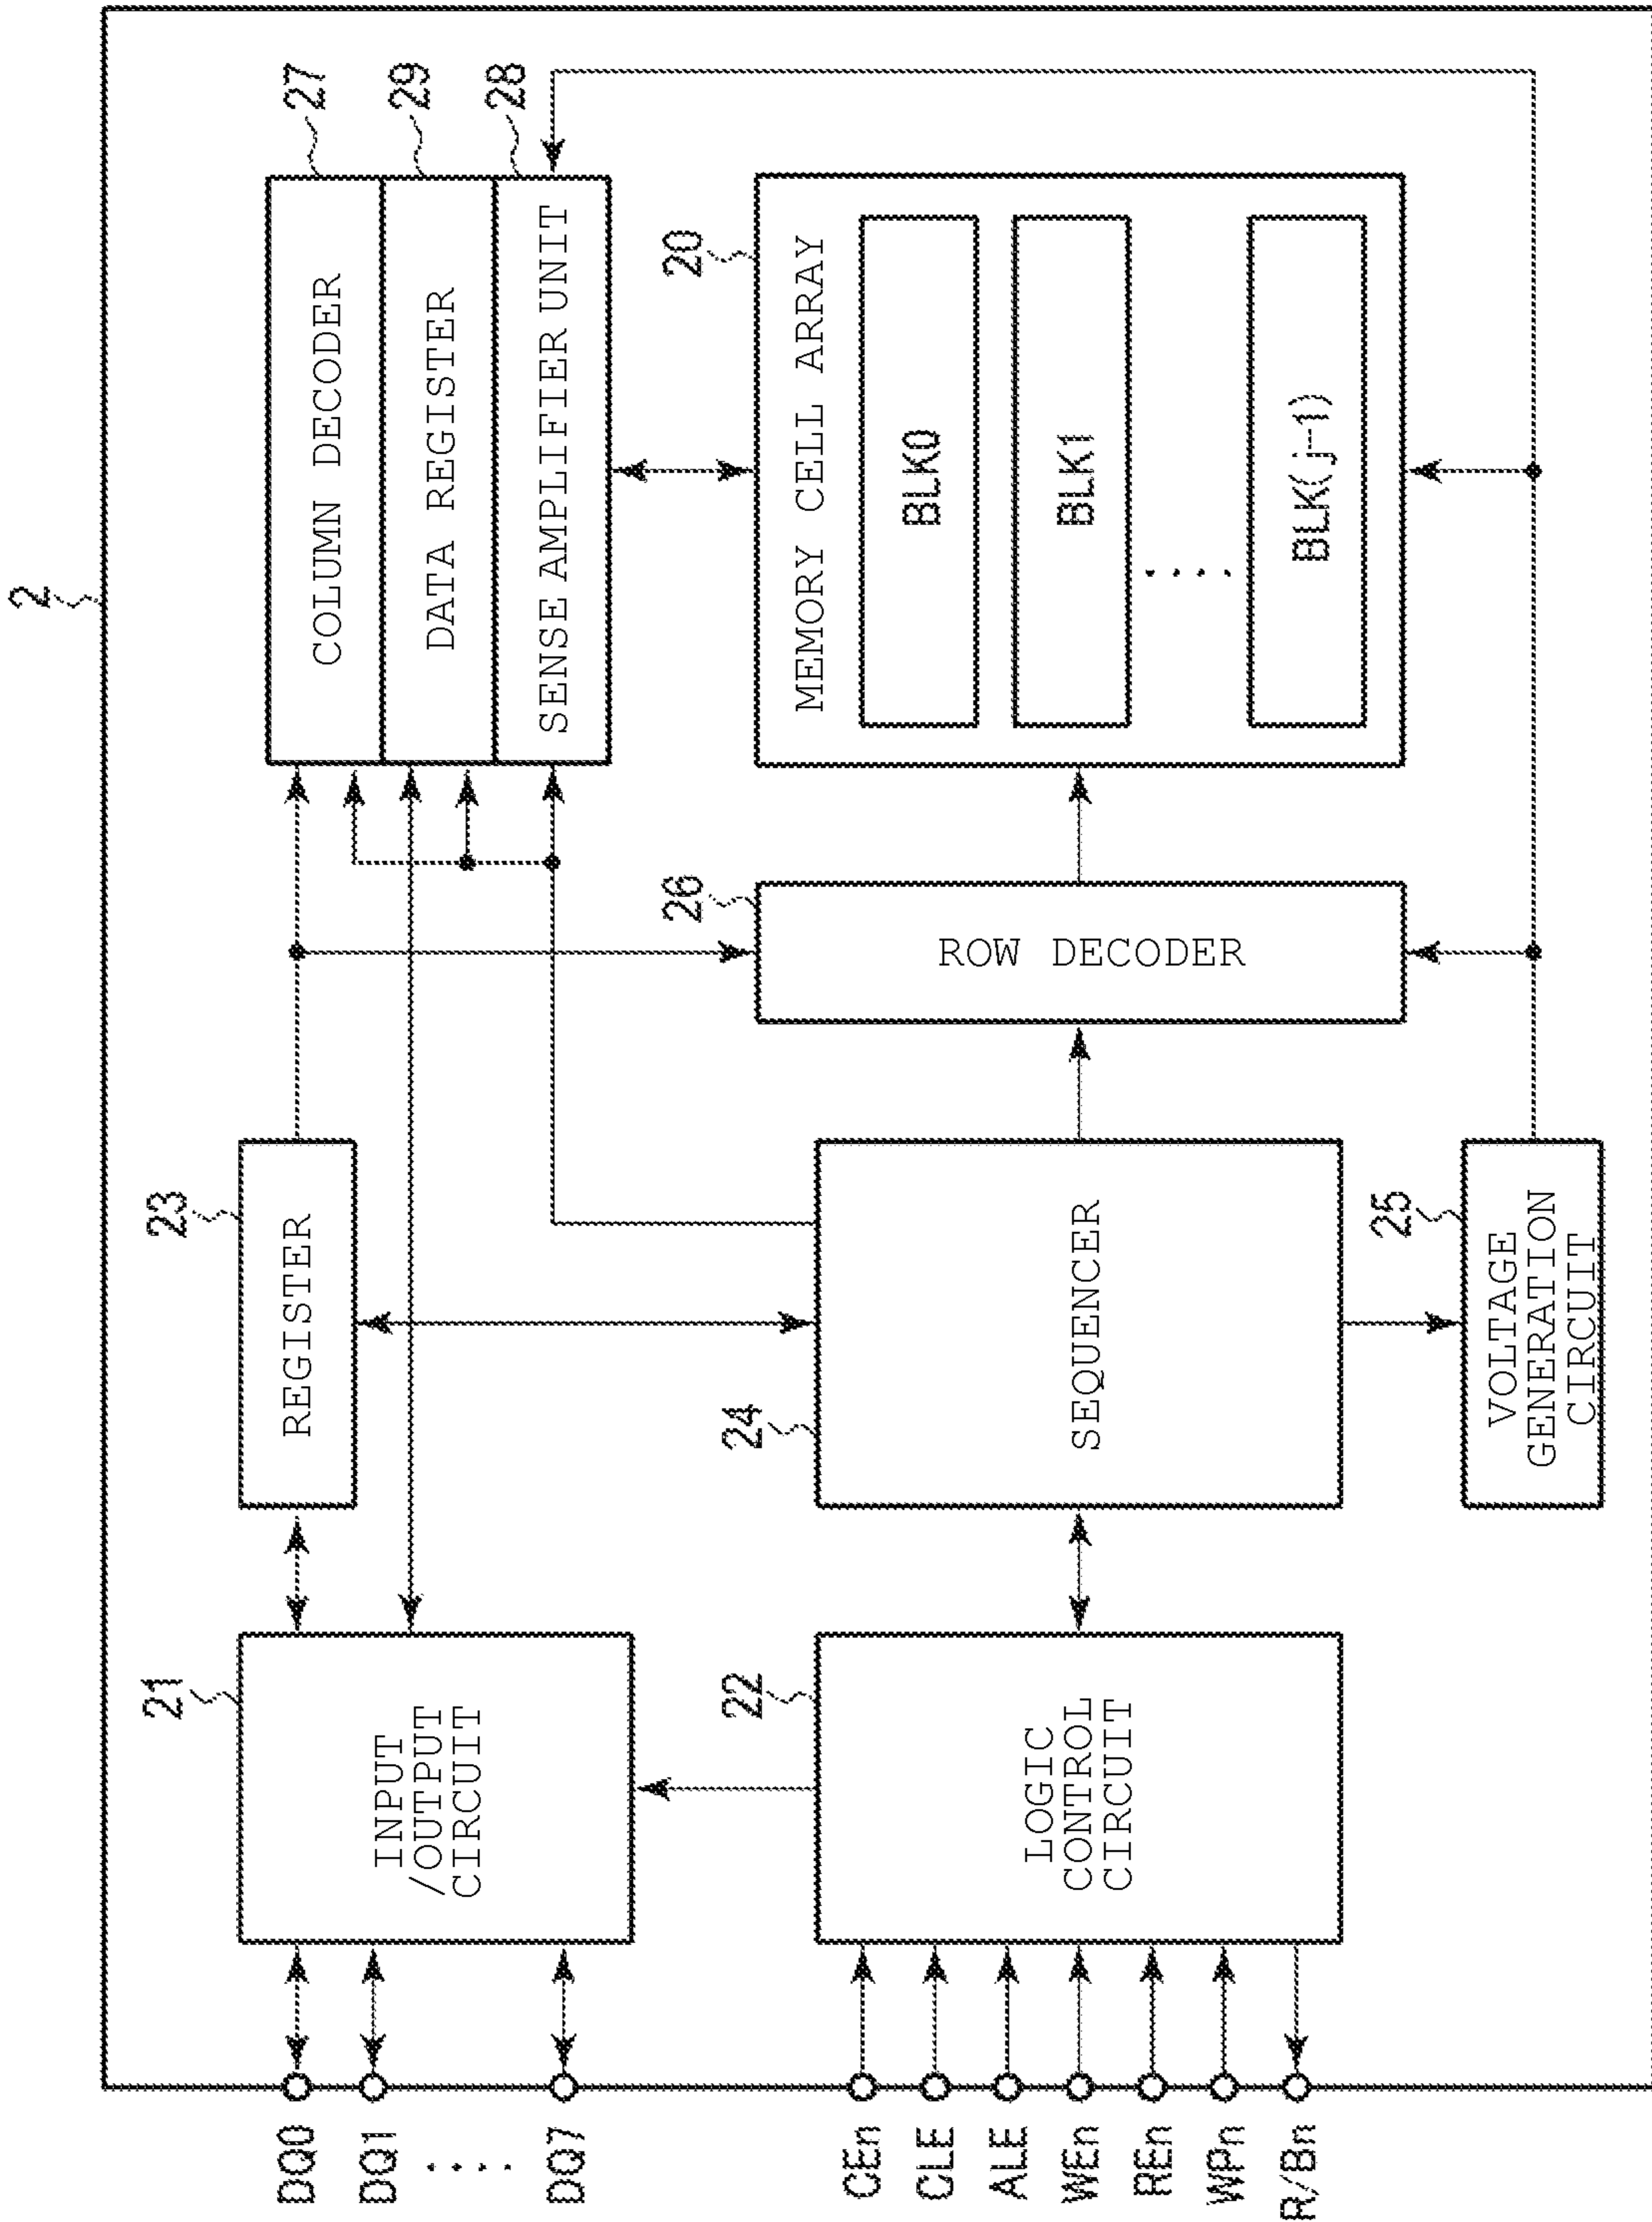 2
DQ0
DQ1
....
DQ7
CEn
CLE
ALE
WEn
REn
WPn
R/Bn
21
INPUT
/OUTPUT
CIRCUIT
22
LOGIC
CONTROL
CIRCUIT
23
REGISTER
24
SEQUENCER
25
VOLTAGE
GENERATION
CIRCUIT
26
ROW DECODER
27
COLUMN DECODER
29
DATA REGISTER
28
SENSE AMPLIFIER UNIT
20
MEMORY CELL ARRAY
BLK0
BLK1
....
BLK(j-1)